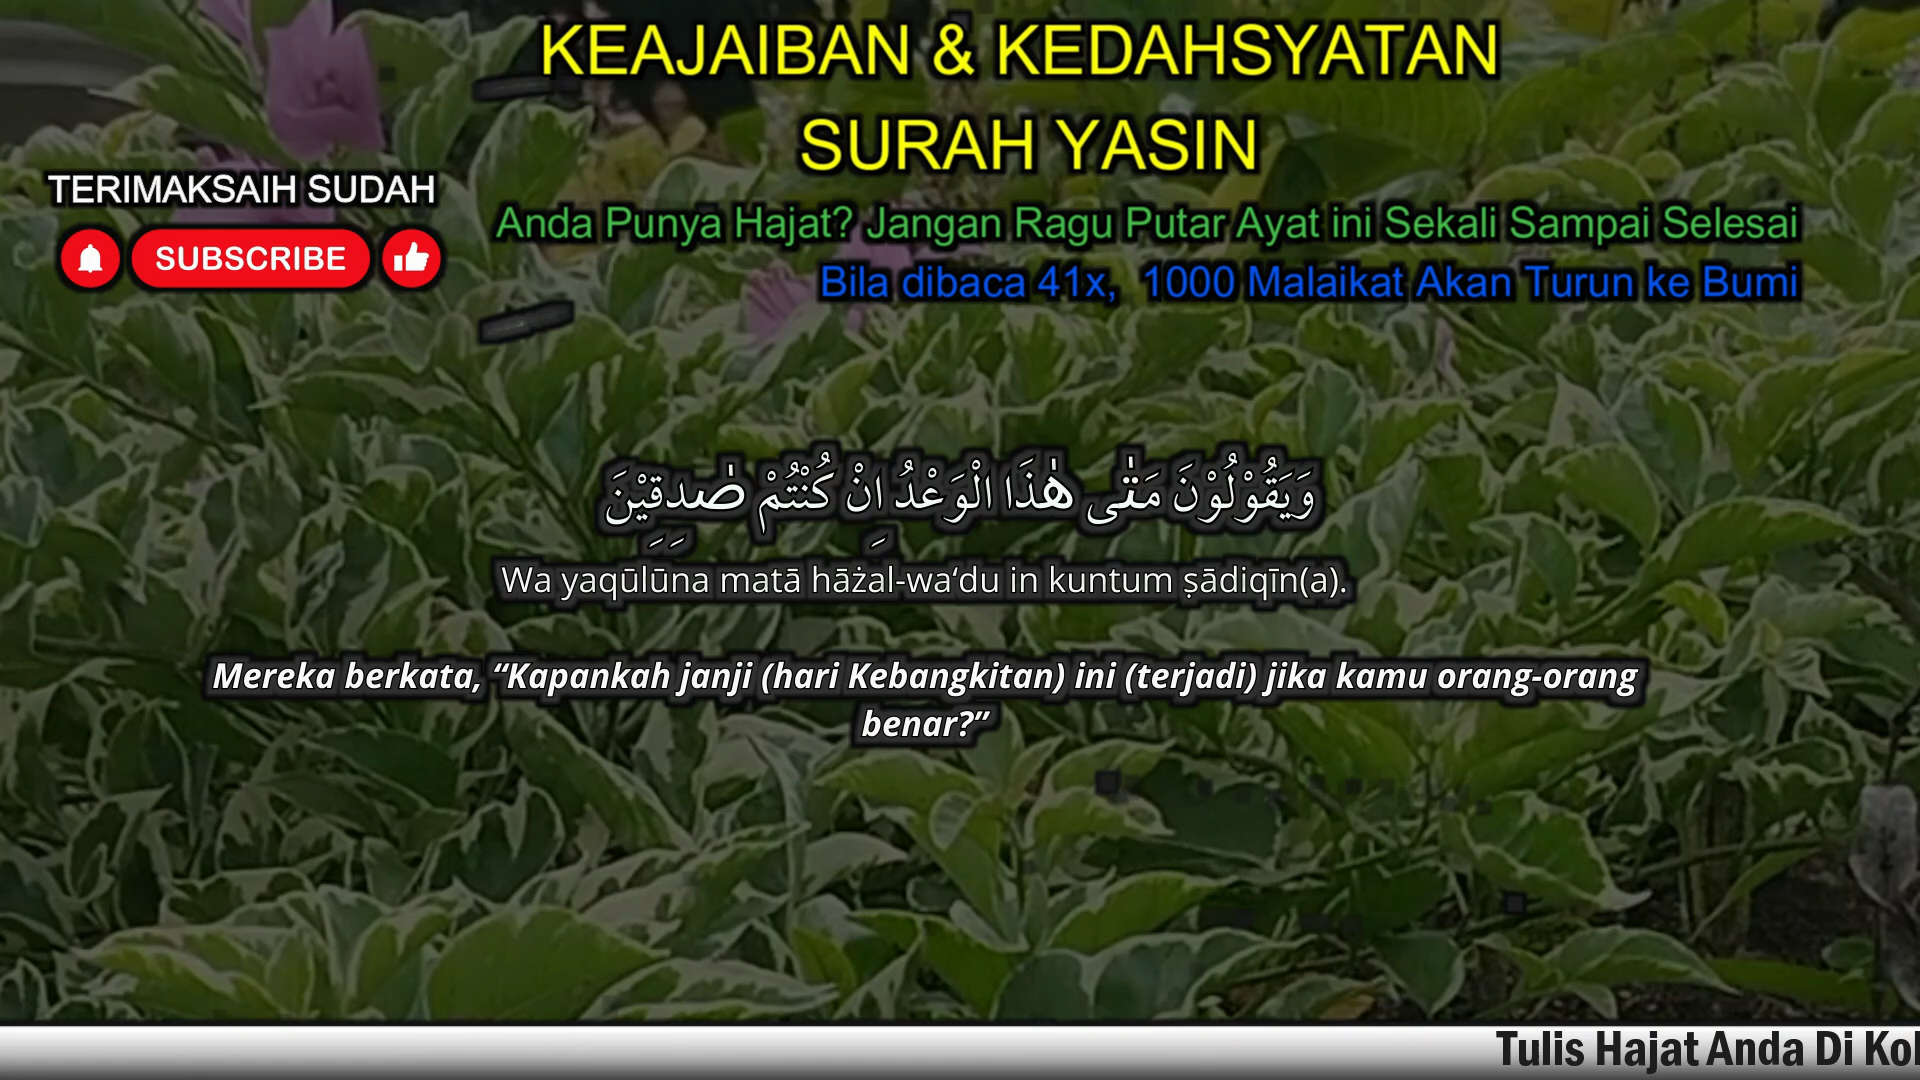 KEAJAIBAN & KEDAHSYATAN
SURAH YASIN
TERIMAKSAIH SUDAH
SUBSCRIBE
Anda Punya Hajat? Jangan Ragu Putar Ayat ini Sekali Sampai Selesai
Bila dibaca 41x, 1000 Malaikat Akan Turun ke Bumi
وَيَقُوْلُوْنَ مَتٰى هٰذَا الْوَعْدُ اِنْ كُنْتُمْ صٰدِقِيْنَ
Wa yaqūlūna matā hāżal-wa‘du in kuntum ṣādiqīn(a).
Mereka berkata, “Kapankah janji (hari Kebangkitan) ini (terjadi) jika kamu orang-orang
benar?”
Tulis Hajat Anda Di Kol